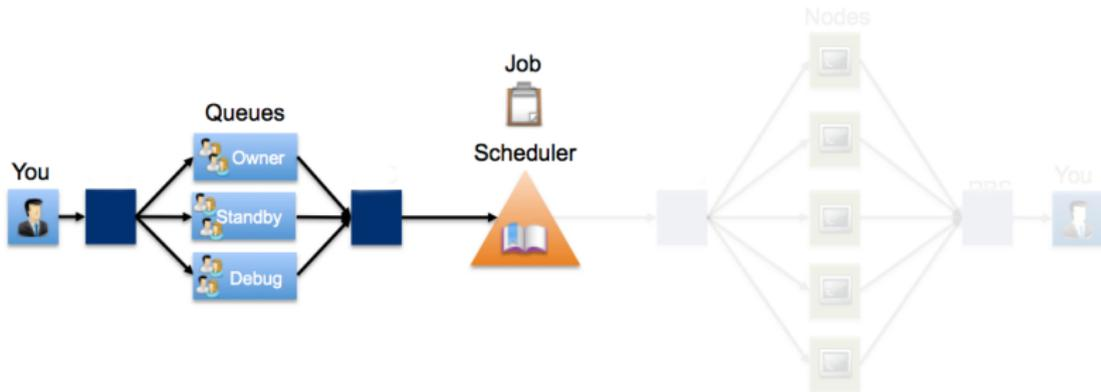 Nodes
Job
Queues
Owner
Scheduler
You
Standby
Debug
You